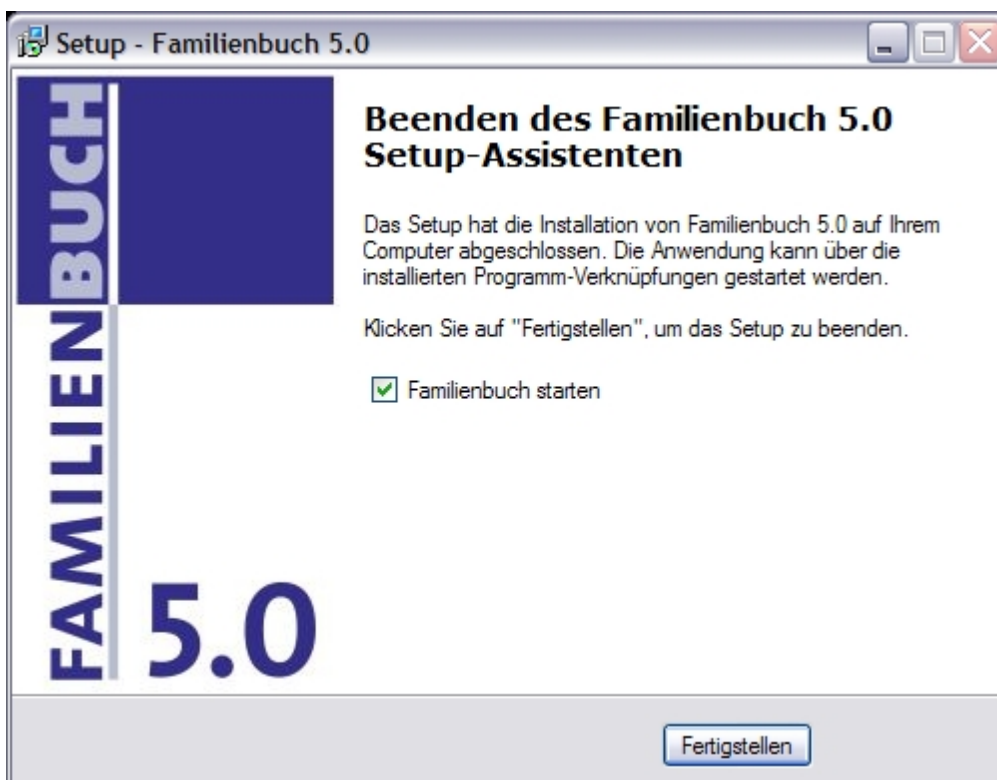 Setup - Familienbuch 5.0
FAMILIENBUCH
5.0
Beenden des Familienbuch 5.0
Setup-Assistenten
Das Setup hat die Installation von Familienbuch 5.0 auf Ihrem
Computer abgeschlossen. Die Anwendung kann über die
installierten Programm-Verknüpfungen gestartet werden.
Klicken Sie auf "Fertigstellen", um das Setup zu beenden.
Familienbuch starten
Fertigstellen